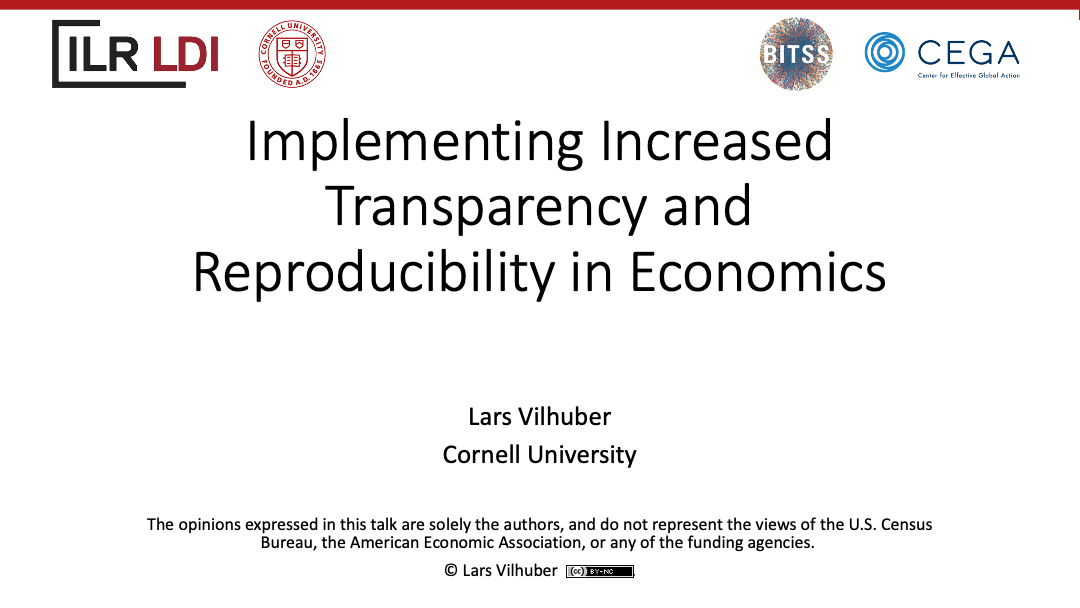 ILR LDI
CORNELL UNIVERSITY
FOUNDED A.D. 1865
BITSS
CEGA
Center for Effective Global Action
Implementing Increased
Transparency and
Reproducibility in Economics
Lars Vilhuber
Cornell University
The opinions expressed in this talk are solely the authors, and do not represent the views of the U.S. Census
Bureau, the American Economic Association, or any of the funding agencies.
© Lars Vilhuber (cc) BY-NC .